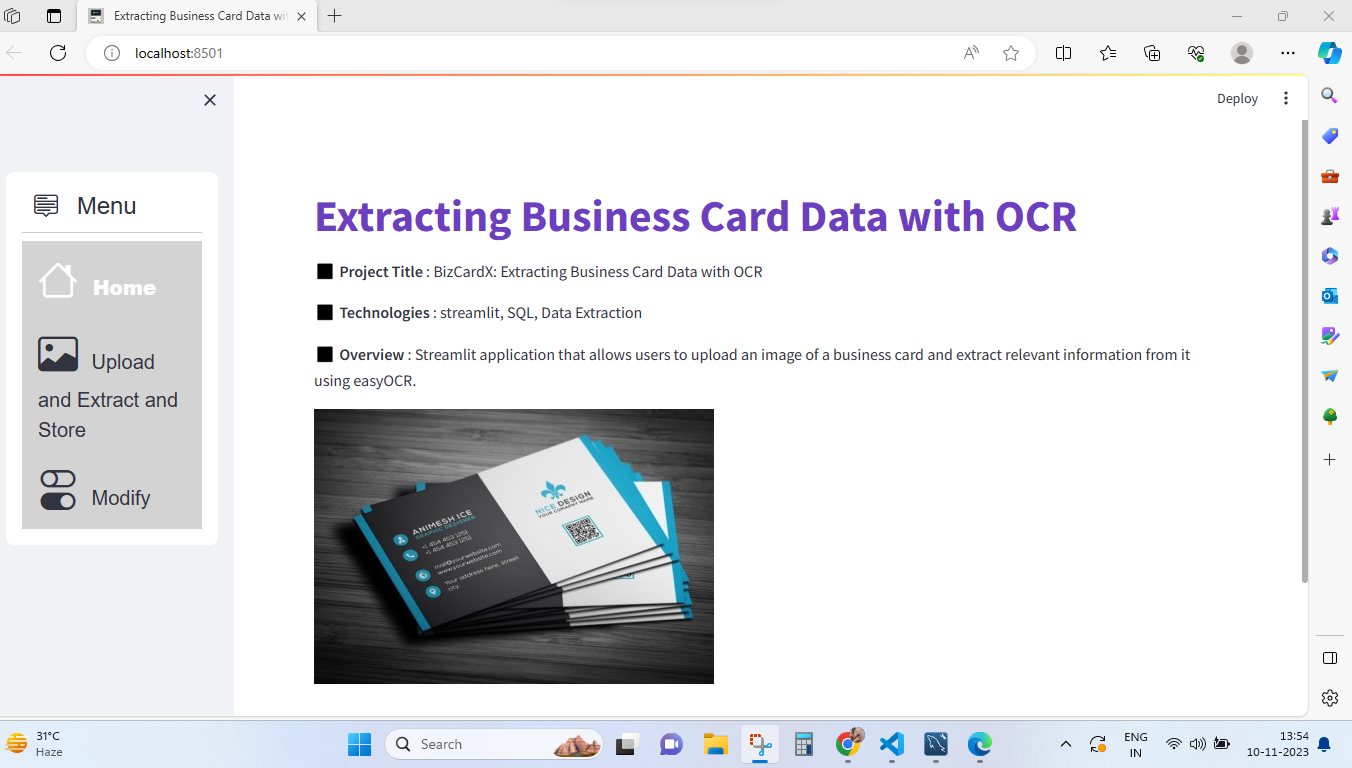 Extracting Business Card Data wit
localhost:8501
Deploy
Menu
Home
Upload
and Extract and
Store
Modify
Extracting Business Card Data with OCR
Project Title : BizCardX: Extracting Business Card Data with OCR
Technologies : streamlit, SQL, Data Extraction
Overview : Streamlit application that allows users to upload an image of a business card and extract relevant information from it
using easyOCR.
ANIMESH ICE
GRAPHIC DESIGNER
+1 454 453 1251
+1 454 453 1251
mail@yourwebsite.com
www.yourwebsite.com
Your address here, street
city
NICE DESIGN
YOUR COMAPNY NAME
31°C
Haze
Search
ENG
IN
13:54
10-11-2023